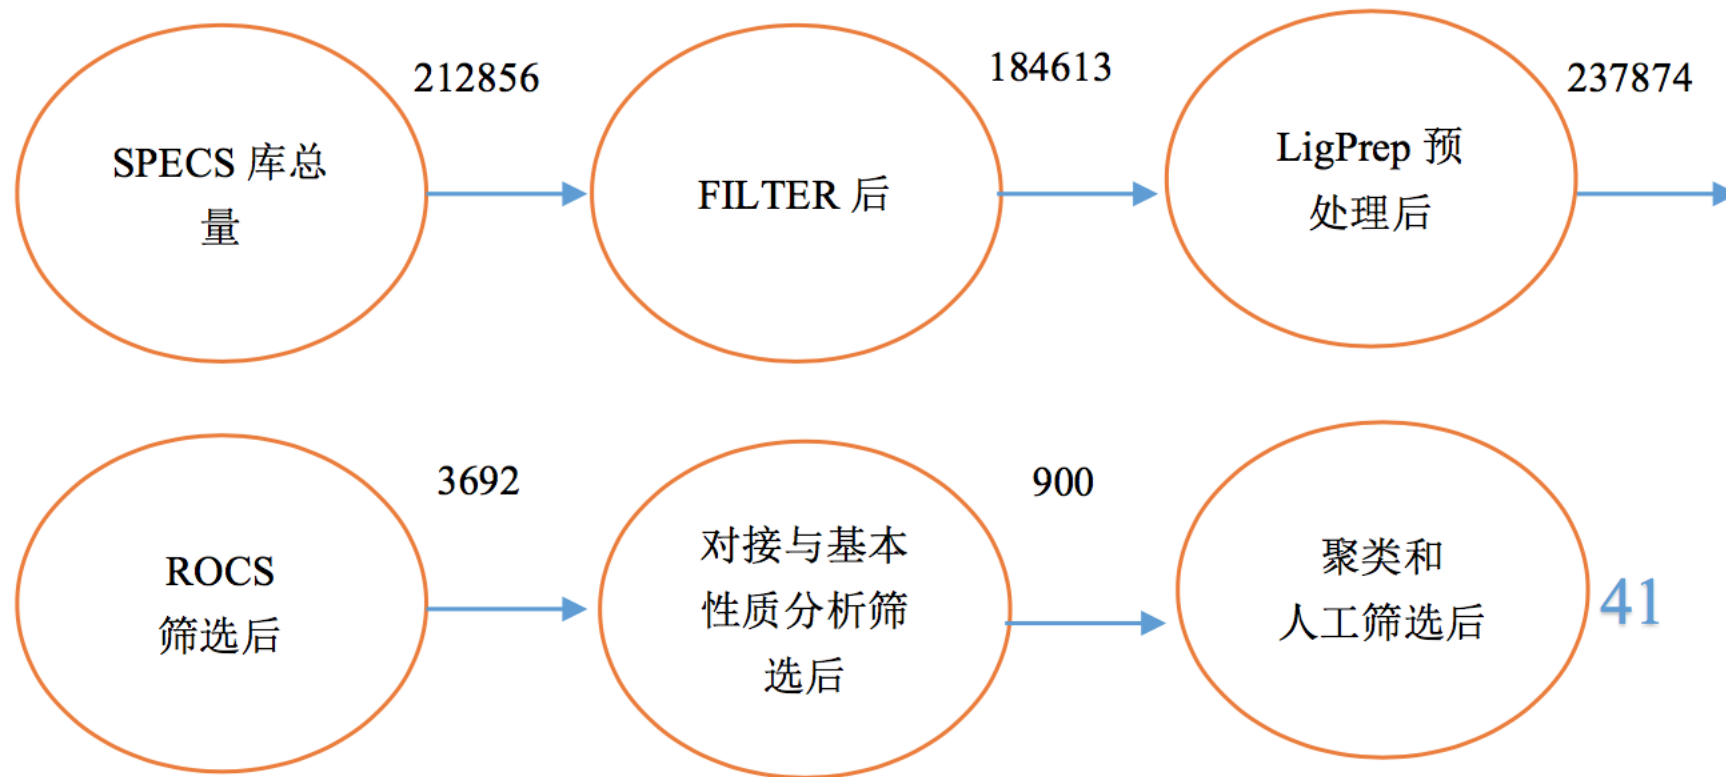 212856
184613
237874
SPECS 库总
量
FILTER 后
LigPrep 预
处理后
3692
900
ROCS
筛选后
对接与基本
性质分析筛
选后
聚类和
人工筛选后
41